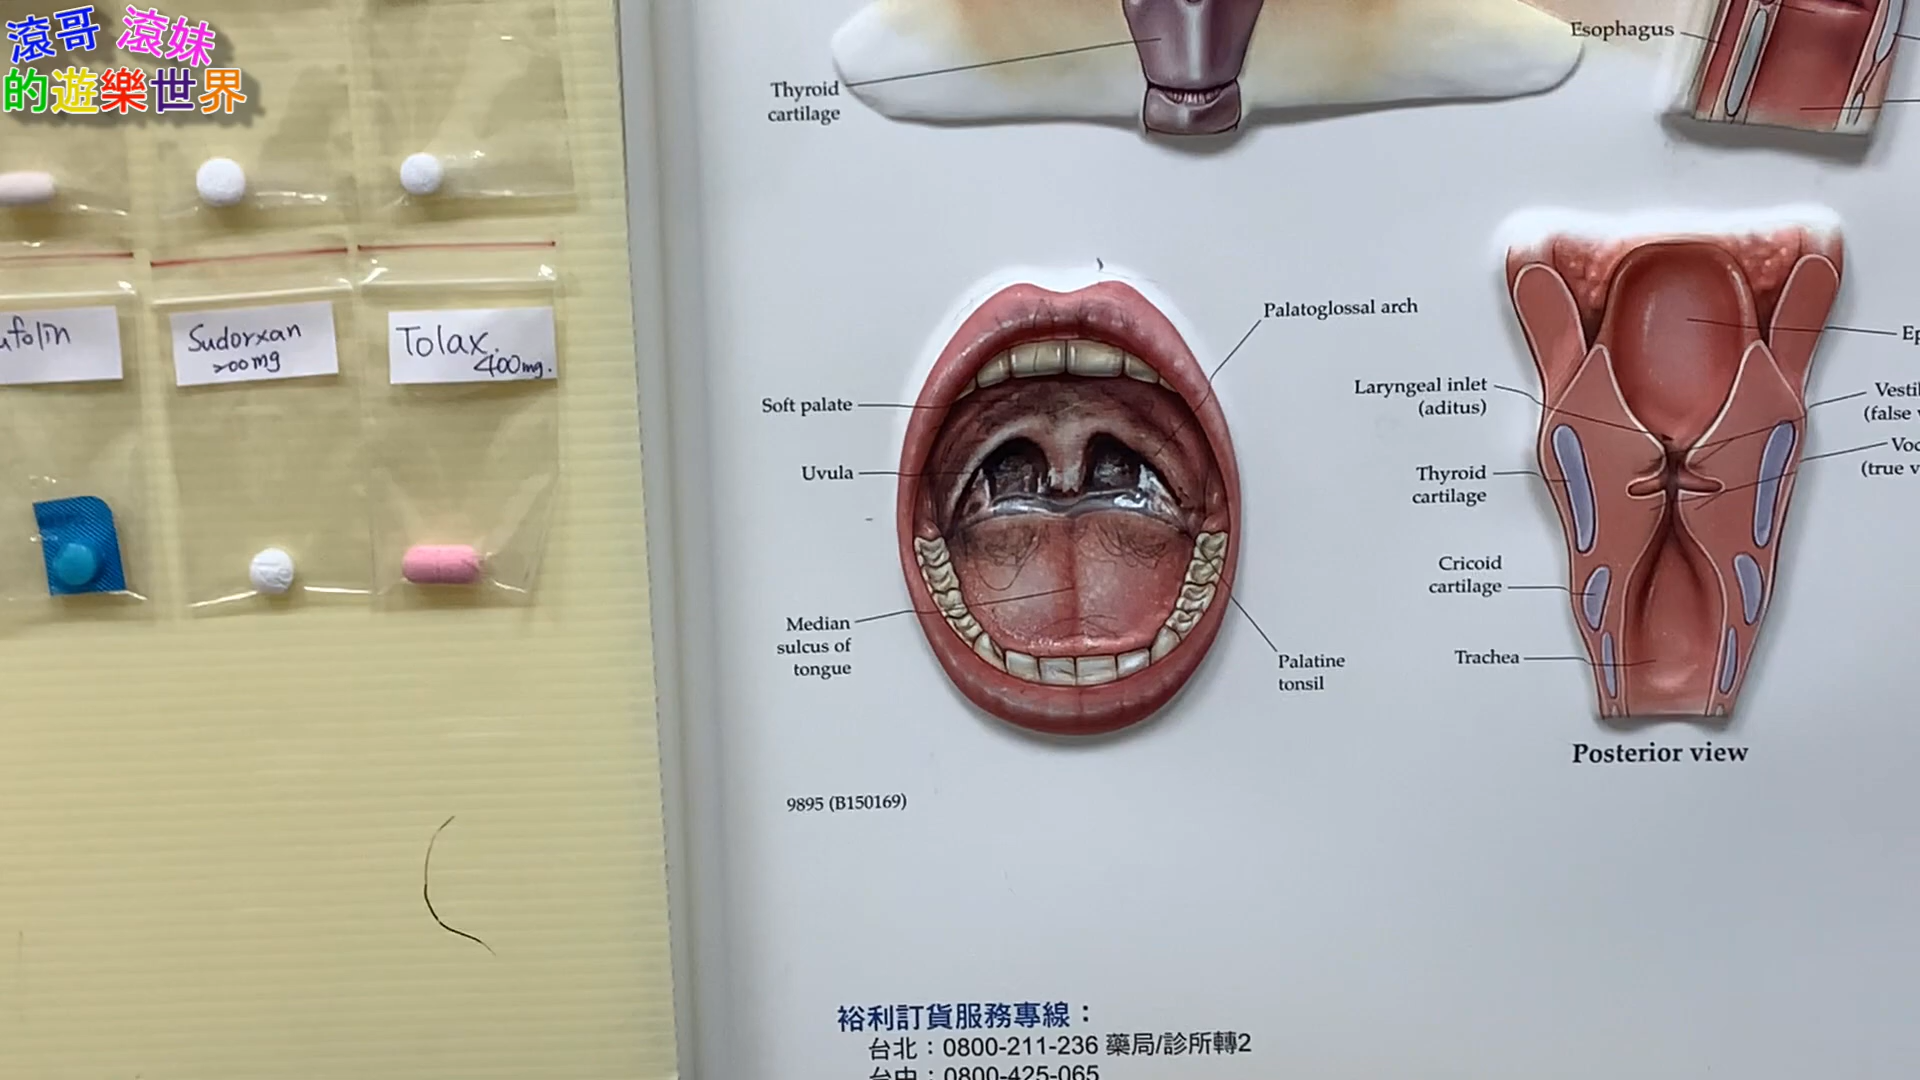 滾哥 滾妹
的遊樂世界
Sudorxan
200mg
Tolax.
400mg.
Thyroid
cartilage
Esophagus
Palatoglossal arch
Soft palate
Uvula
Median
sulcus of
tongue
Palatine
tonsil
9895 (B150169)
Laryngeal inlet
(aditus)
Thyroid
cartilage
Cricoid
cartilage
Trachea
(false
Posterior view
裕利訂貨服務專線：
台北：0800-211-236 藥局/診所轉2
台中：0800-425-065